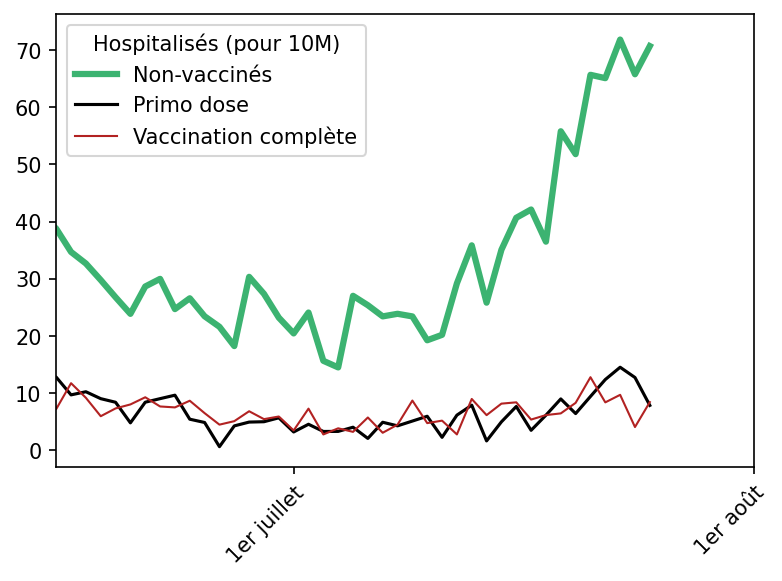 Hospitalisés (pour 10M)
Non-vaccinés
Primo dose
Vaccination complète
70
60
50
40
30
20
10
0
1er juillet
1er août